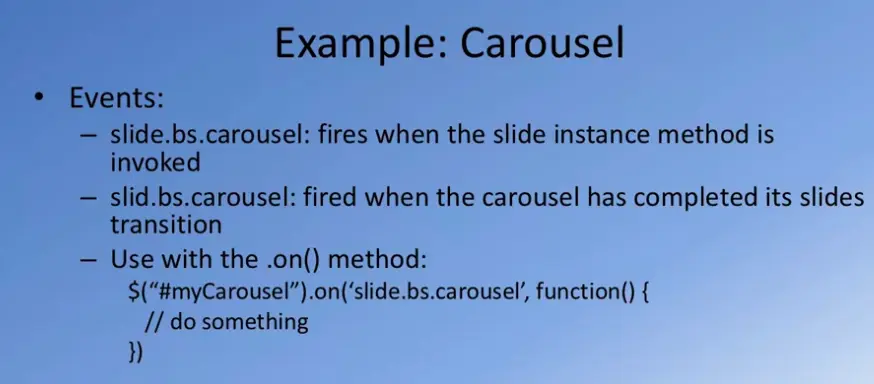 Example: Carousel
• Events:
– slide.bs.carousel: fires when the slide instance method is
invoked
– slid.bs.carousel: fired when the carousel has completed its slides
transition
– Use with the .on() method:
$(“#myCarousel”).on(‘slide.bs.carousel’, function() {
// do something
})